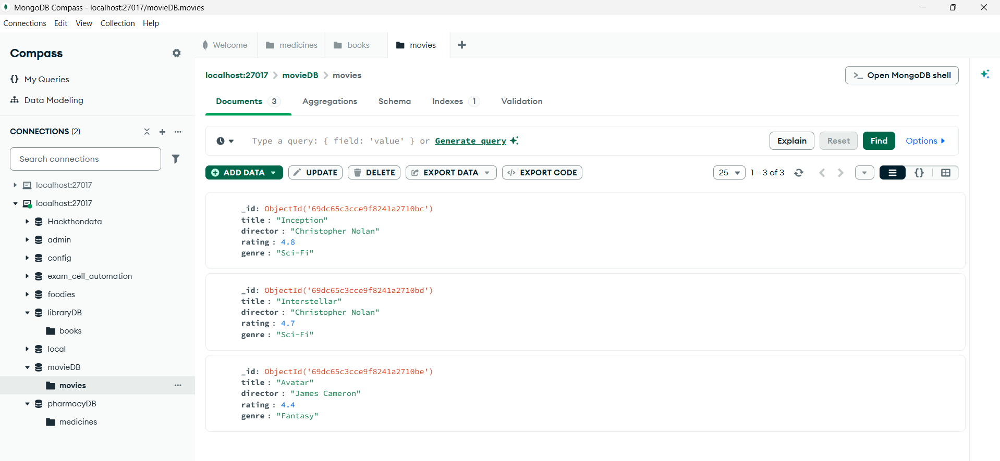 MongoDB Compass - localhost:27017/movieDB.movies
Connections Edit View Collection Help
Compass
My Queries
Data Modeling
CONNECTIONS (2)
Search connections
localhost:27017
localhost:27017
Hackthondata
admin
config
exam_cell_automation
foodies
libraryDB
books
local
movieDB
movies
pharmacyDB
medicines
Welcome medicines books movies
localhost:27017 movieDB movies
>_ Open MongoDB shell
Documents 3 Aggregations Schema Indexes 1 Validation
Type a query: { field: 'value' } or Generate query
Explain Reset Find Options
ADD DATA UPDATE DELETE EXPORT DATA </> EXPORT CODE
25 1 – 3 of 3 {}
_id: ObjectId('69dc65c3cce9f8241a2710bc')
title : "Inception"
director : "Christopher Nolan"
rating : 4.8
genre : "Sci-Fi"
_id: ObjectId('69dc65c3cce9f8241a2710bd')
title : "Interstellar"
director : "Christopher Nolan"
rating : 4.7
genre : "Sci-Fi"
_id: ObjectId('69dc65c3cce9f8241a2710be')
title : "Avatar"
director : "James Cameron"
rating : 4.4
genre : "Fantasy"